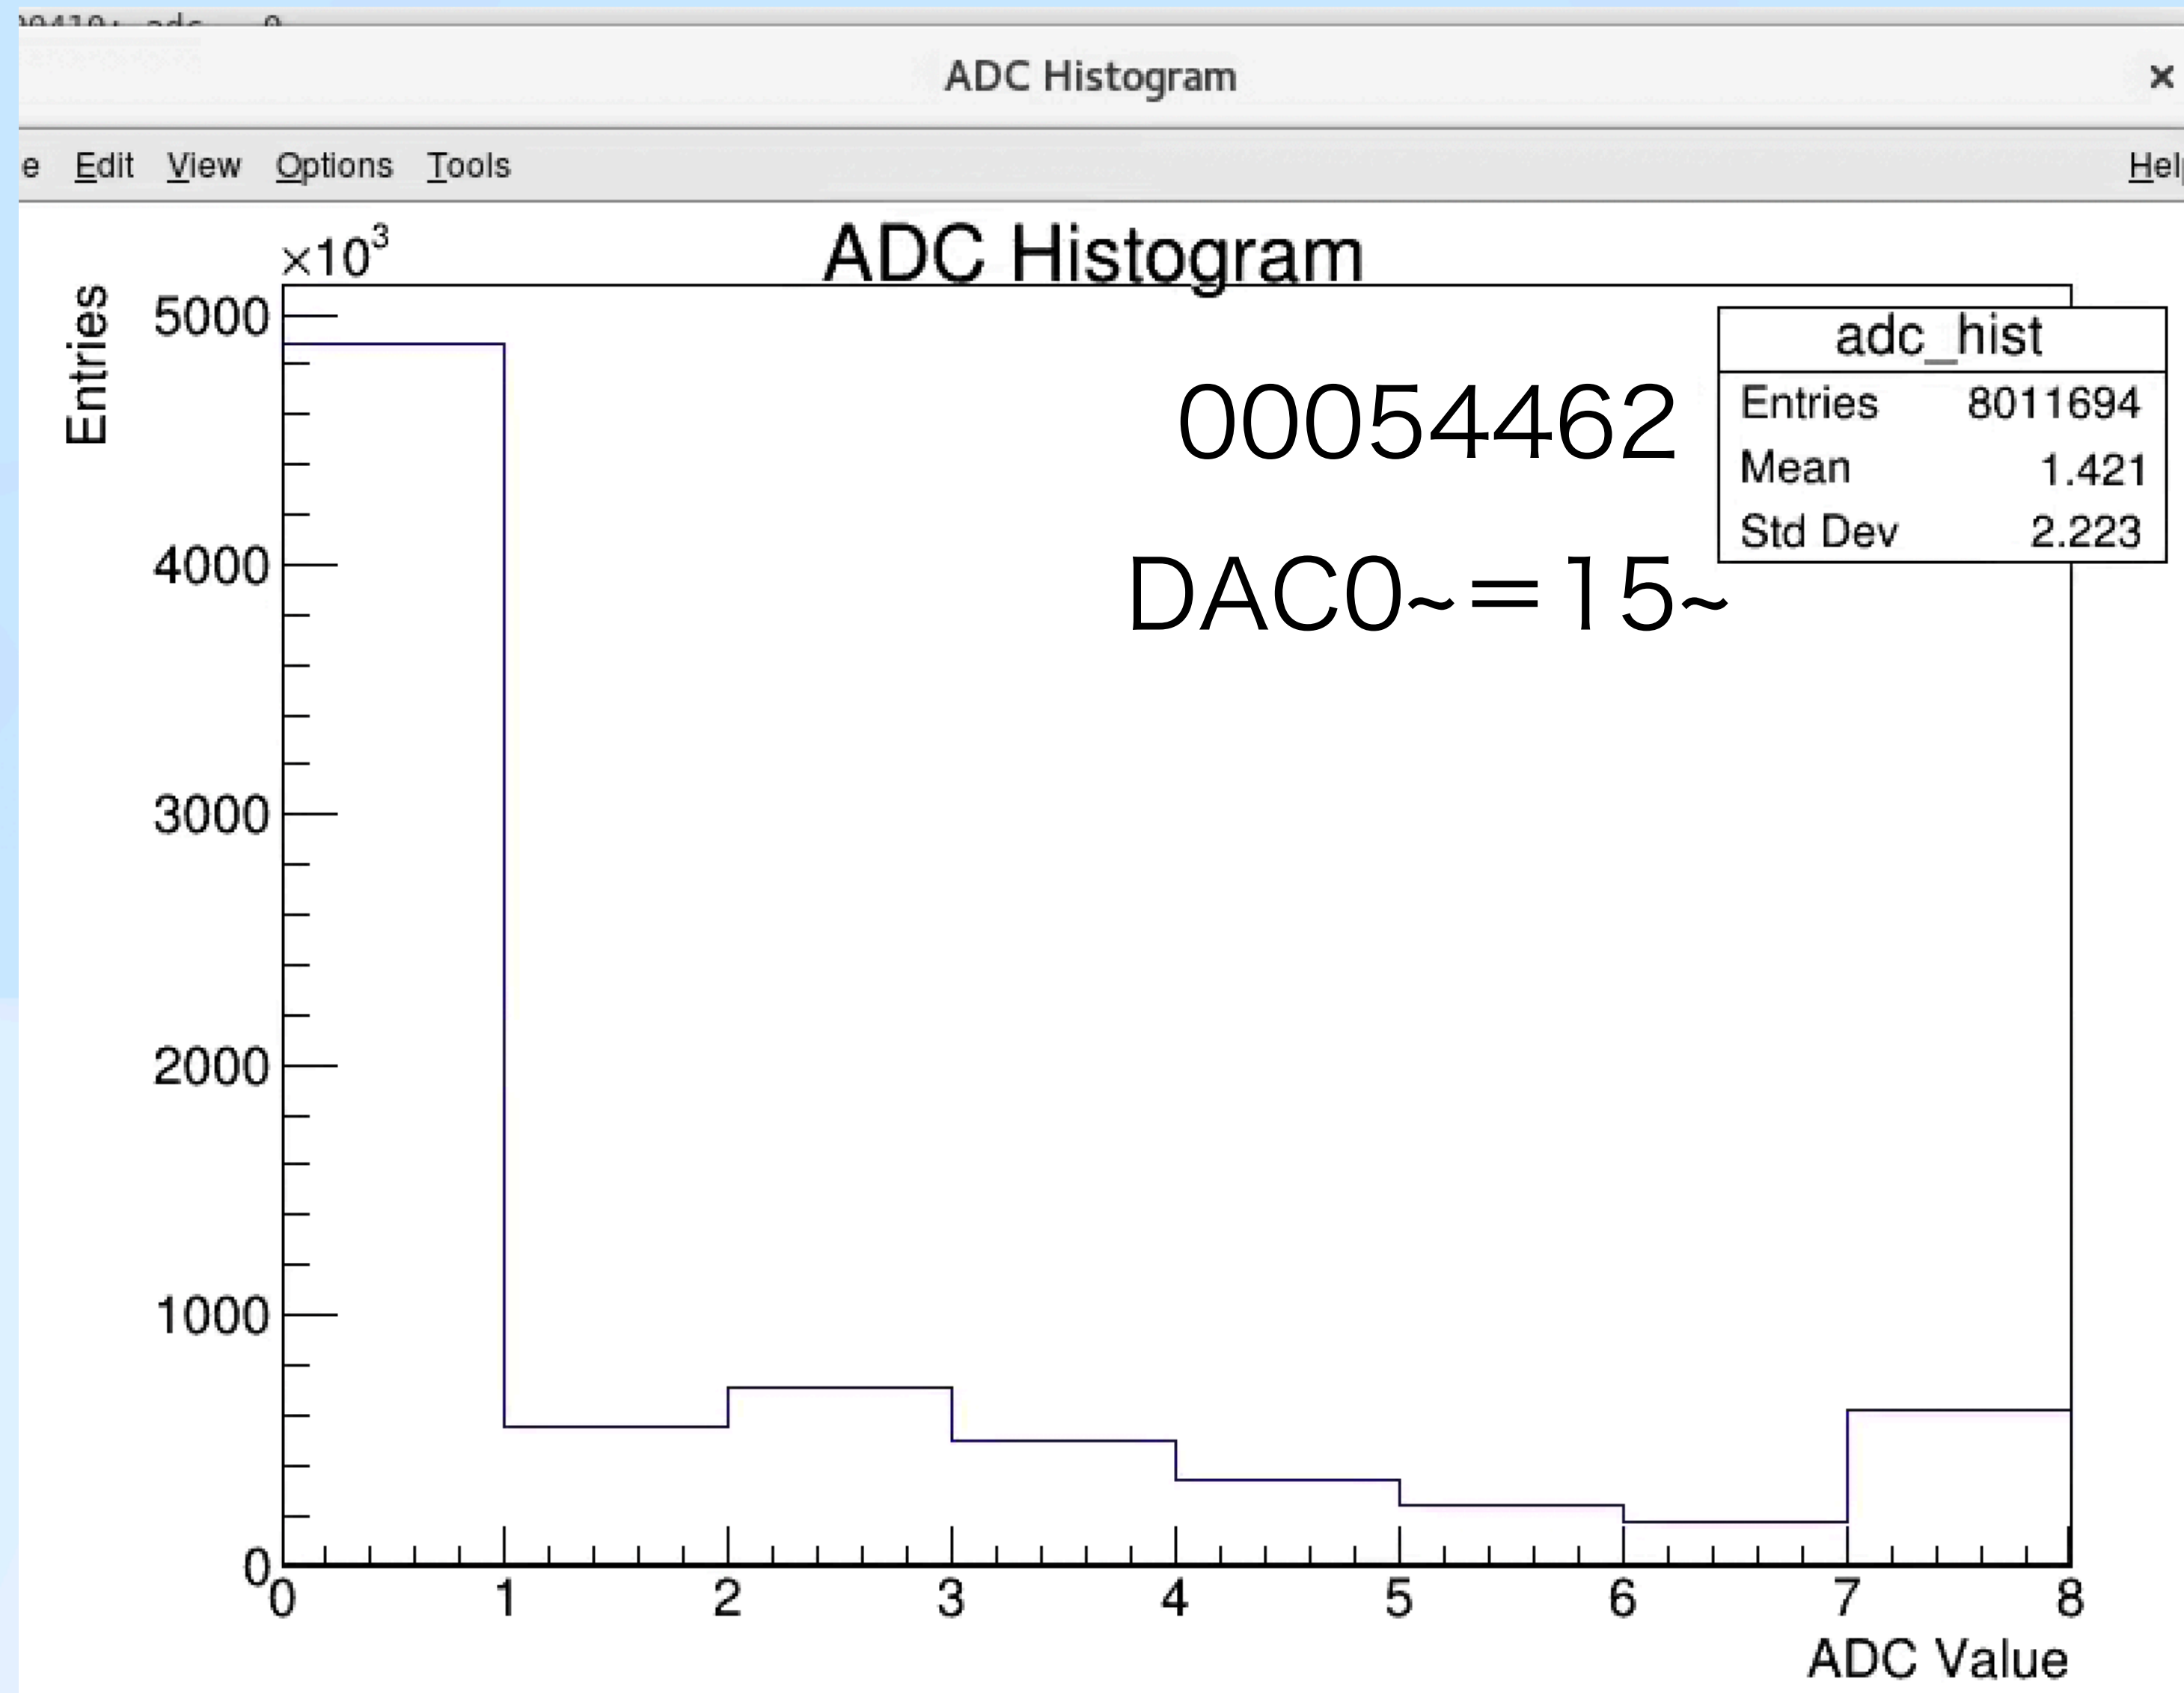 ADC Histogram ×
e Edit View Options Tools
ADC Histogram
×10³
Entries
5000
4000
3000
2000
1000
0
00054462
DAC0~=15~
adc_hist
Entries 8011694
Mean 1.421
Std Dev 2.223
0 1 2 3 4 5 6 7 8
ADC Value